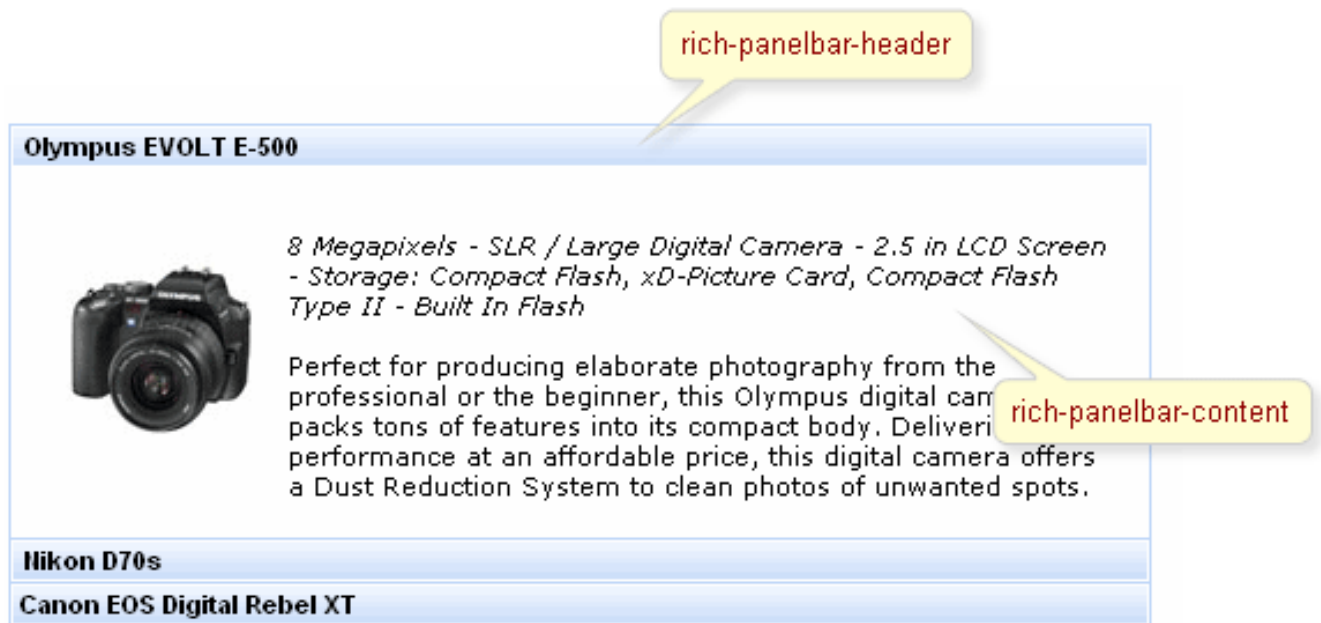 rich-panelbar-header
Olympus EVOLT E-500
8 Megapixels - SLR / Large Digital Camera - 2.5 in LCD Screen
- Storage: Compact Flash, xD-Picture Card, Compact Flash
Type II - Built In Flash
Perfect for producing elaborate photography from the
professional or the beginner, this Olympus digital
packs tons of features into its compact body.
rich-panelbar-content
performance at an affordable price, this digital camera offers
a Dust Reduction System to clean photos of unwanted spots.
Nikon D70s
Canon EOS Digital Rebel XT